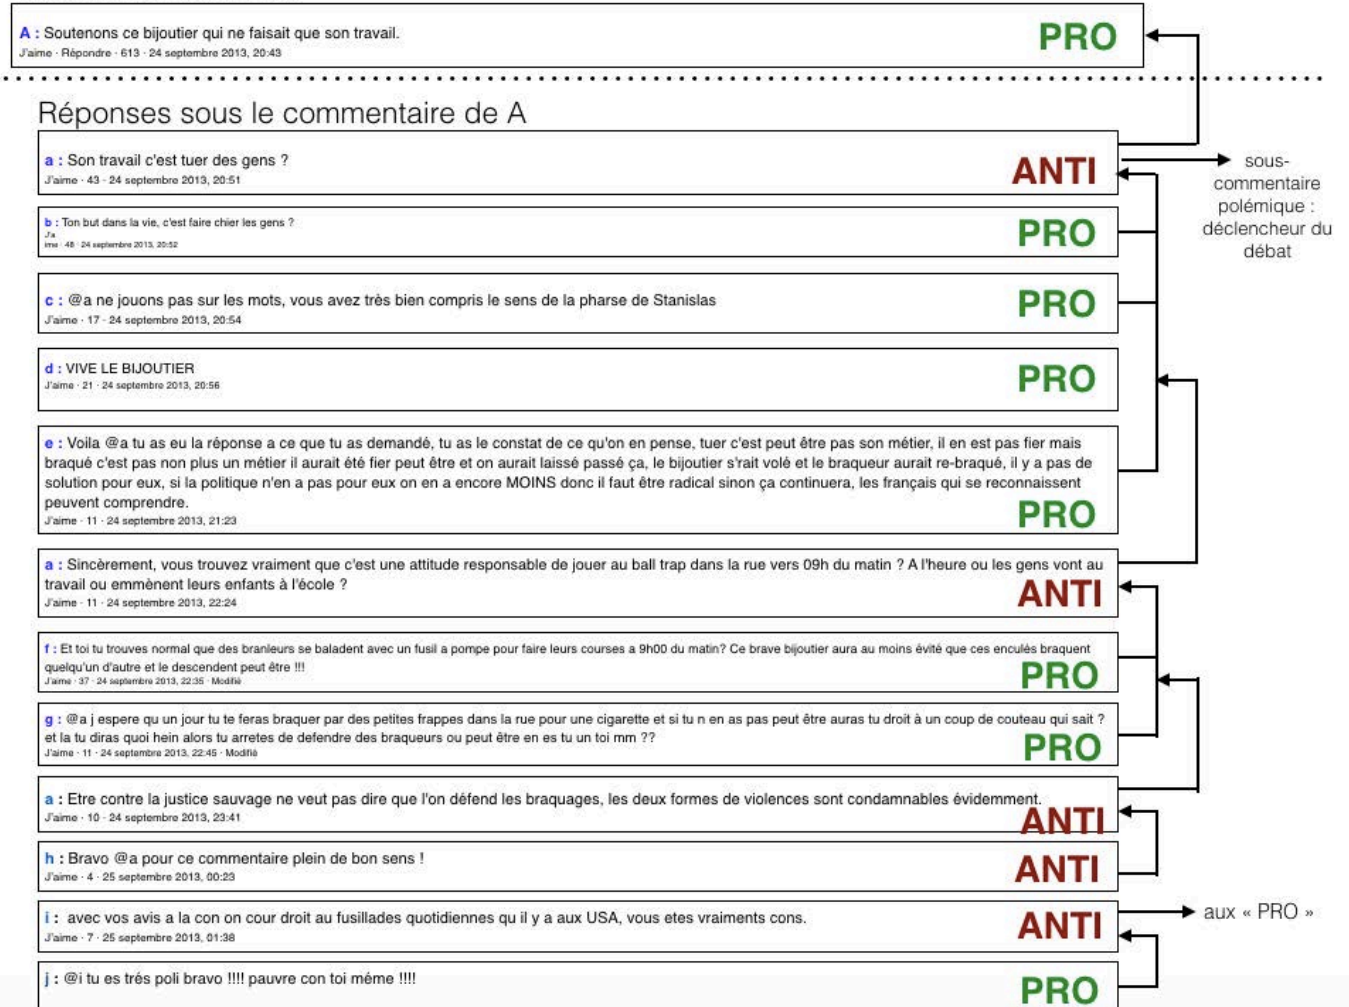 A : Soutenons ce bijoutier qui ne faisait que son travail.
J'aime · Répondre · 613 · 24 septembre 2013, 20:43
PRO
Réponses sous le commentaire de A
a : Son travail c'est tuer des gens ?
J'aime · 43 · 24 septembre 2013, 20:51
ANTI
sous-
commentaire
polémique :
déclencheur du
débat
b : Ton but dans la vie, c'est faire chier les gens ?
J'a
ime · 48 · 24 septembre 2013, 20:52
PRO
c : @a ne jouons pas sur les mots, vous avez très bien compris le sens de la pharse de Stanislas
J'aime · 17 · 24 septembre 2013, 20:54
PRO
d : VIVE LE BIJOUTIER
J'aime · 21 · 24 septembre 2013, 20:56
PRO
e : Voila @a tu as eu la réponse a ce que tu as demandé, tu as le constat de ce qu'on en pense, tuer c'est peut être pas son métier, il en est pas fier mais
braqué c'est pas non plus un métier il aurait été fier peut être et on aurait laissé passé ça, le bijoutier s'rait volé et le braqueur aurait re-braqué, il y a pas de
solution pour eux, si la politique n'en a pas pour eux on en a encore MOINS donc il faut être radical sinon ça continuera, les français qui se reconnaissent
peuvent comprendre.
J'aime · 11 · 24 septembre 2013, 21:23
PRO
a : Sincèrement, vous trouvez vraiment que c'est une attitude responsable de jouer au ball trap dans la rue vers 09h du matin ? A l'heure ou les gens vont au
travail ou emmènent leurs enfants à l'école ?
J'aime · 11 · 24 septembre 2013, 22:24
ANTI
f : Et toi tu trouves normal que des branleurs se baladent avec un fusil a pompe pour faire leurs courses a 9h00 du matin? Ce brave bijoutier aura au moins évité que ces enculés braquent
quelqu'un d'autre et le descendent peut être !!!
J'aime · 37 · 24 septembre 2013, 22:35 · Modifié
PRO
g : @a j espere qu un jour tu te feras braquer par des petites frappes dans la rue pour une cigarette et si tu n en as pas peut être auras tu droit à un coup de couteau qui sait ?
et la tu diras quoi hein alors tu arretes de defendre des braqueurs ou peut être en es tu un toi mm ??
J'aime · 11 · 24 septembre 2013, 22:45 · Modifié
PRO
a : Etre contre la justice sauvage ne veut pas dire que l'on défend les braquages, les deux formes de violences sont condamnables évidemment.
J'aime · 10 · 24 septembre 2013, 23:41
ANTI
h : Bravo @a pour ce commentaire plein de bon sens !
J'aime · 4 · 25 septembre 2013, 00:23
ANTI
i : avec vos avis a la con on cour droit au fusillades quotidiennes qu il y a aux USA, vous etes vraiments cons.
J'aime · 7 · 25 septembre 2013, 01:38
ANTI
aux « PRO »
j : @i tu es trés poli bravo !!!! pauvre con toi méme !!!!
PRO